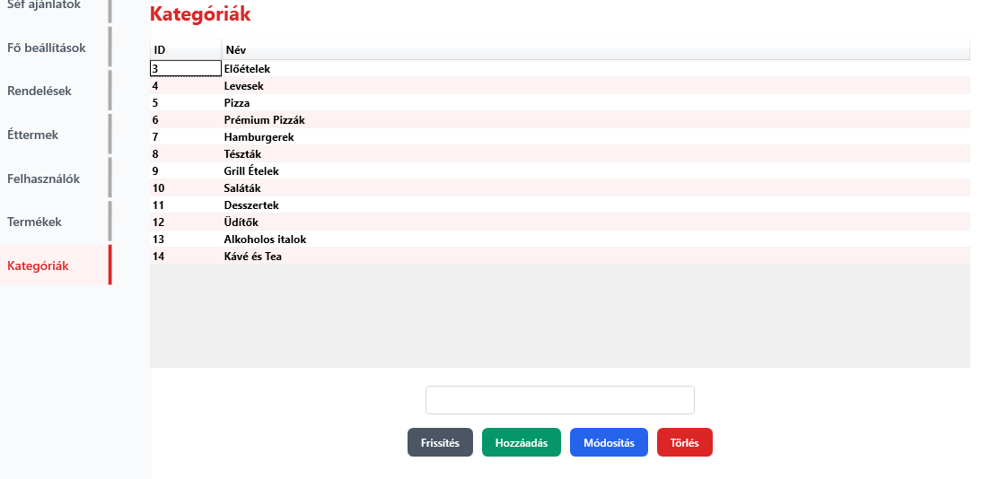 Séf ajánlatok
Fő beállítások
Rendelések
Éttermek
Felhasználók
Termékek
Kategóriák
Kategóriák
ID Név
3 Előételek
4 Levesek
5 Pizza
6 Prémium Pizzák
7 Hamburgerek
8 Tészták
9 Grill Ételek
10 Saláták
11 Desszertek
12 Üdítők
13 Alkoholos italok
14 Kávé és Tea
Frissítés Hozzáadás Módosítás Törlés